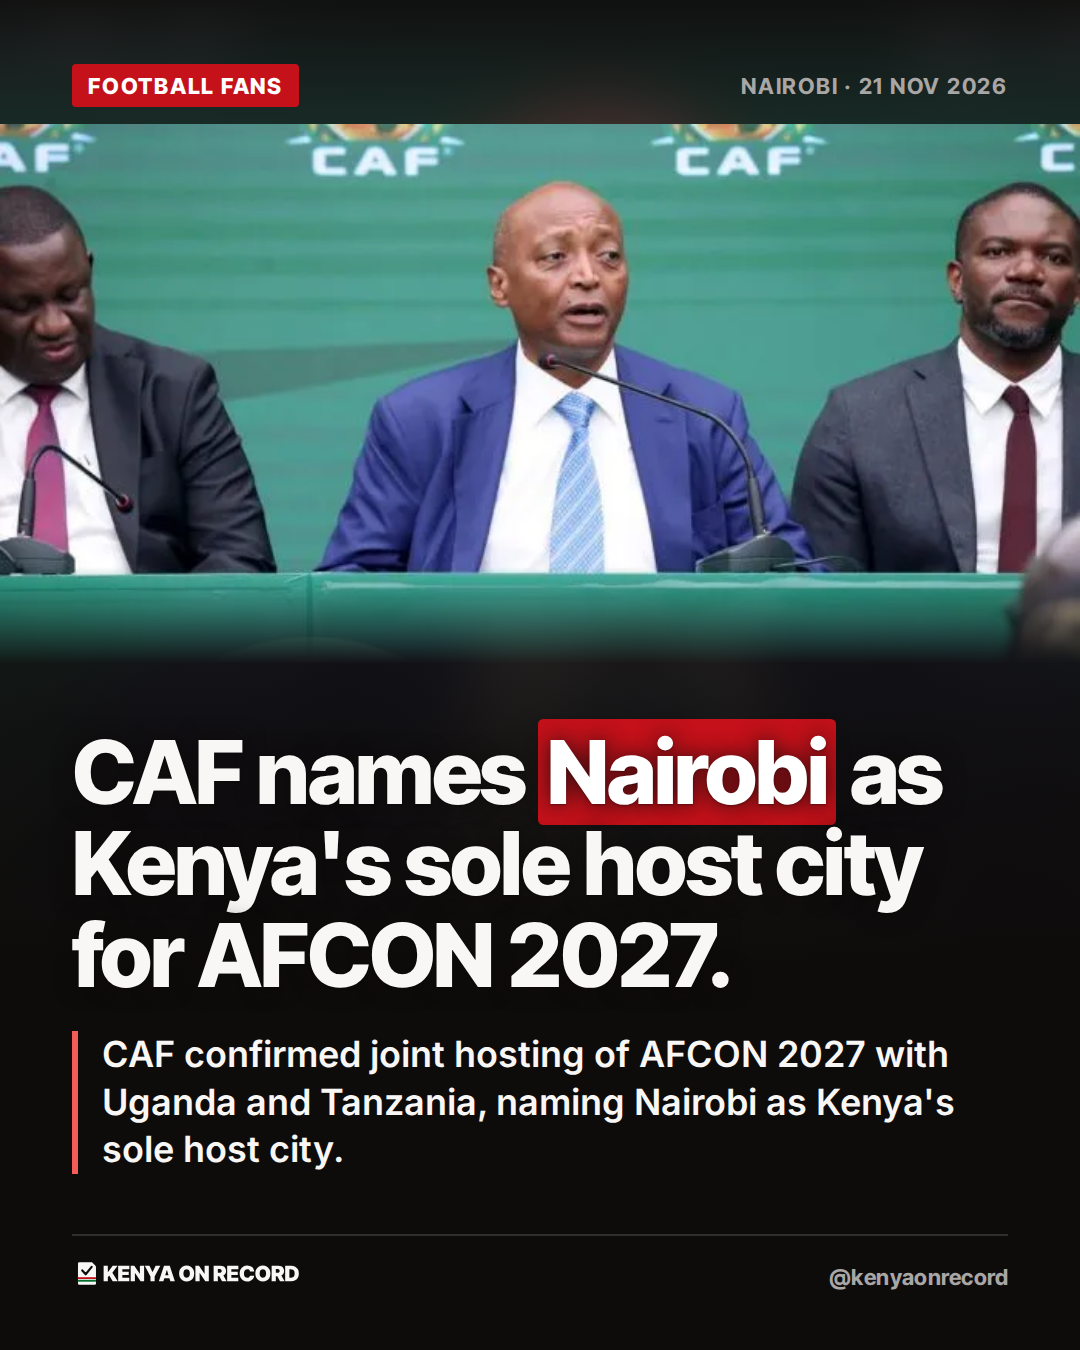 FOOTBALL FANS
NAIROBI · 21 NOV 2026
CAF CAF
CAF names Nairobi as
Kenya's sole host city
for AFCON 2027.
CAF confirmed joint hosting of AFCON 2027 with
Uganda and Tanzania, naming Nairobi as Kenya's
sole host city.
KENYA ON RECORD
@kenyaonrecord